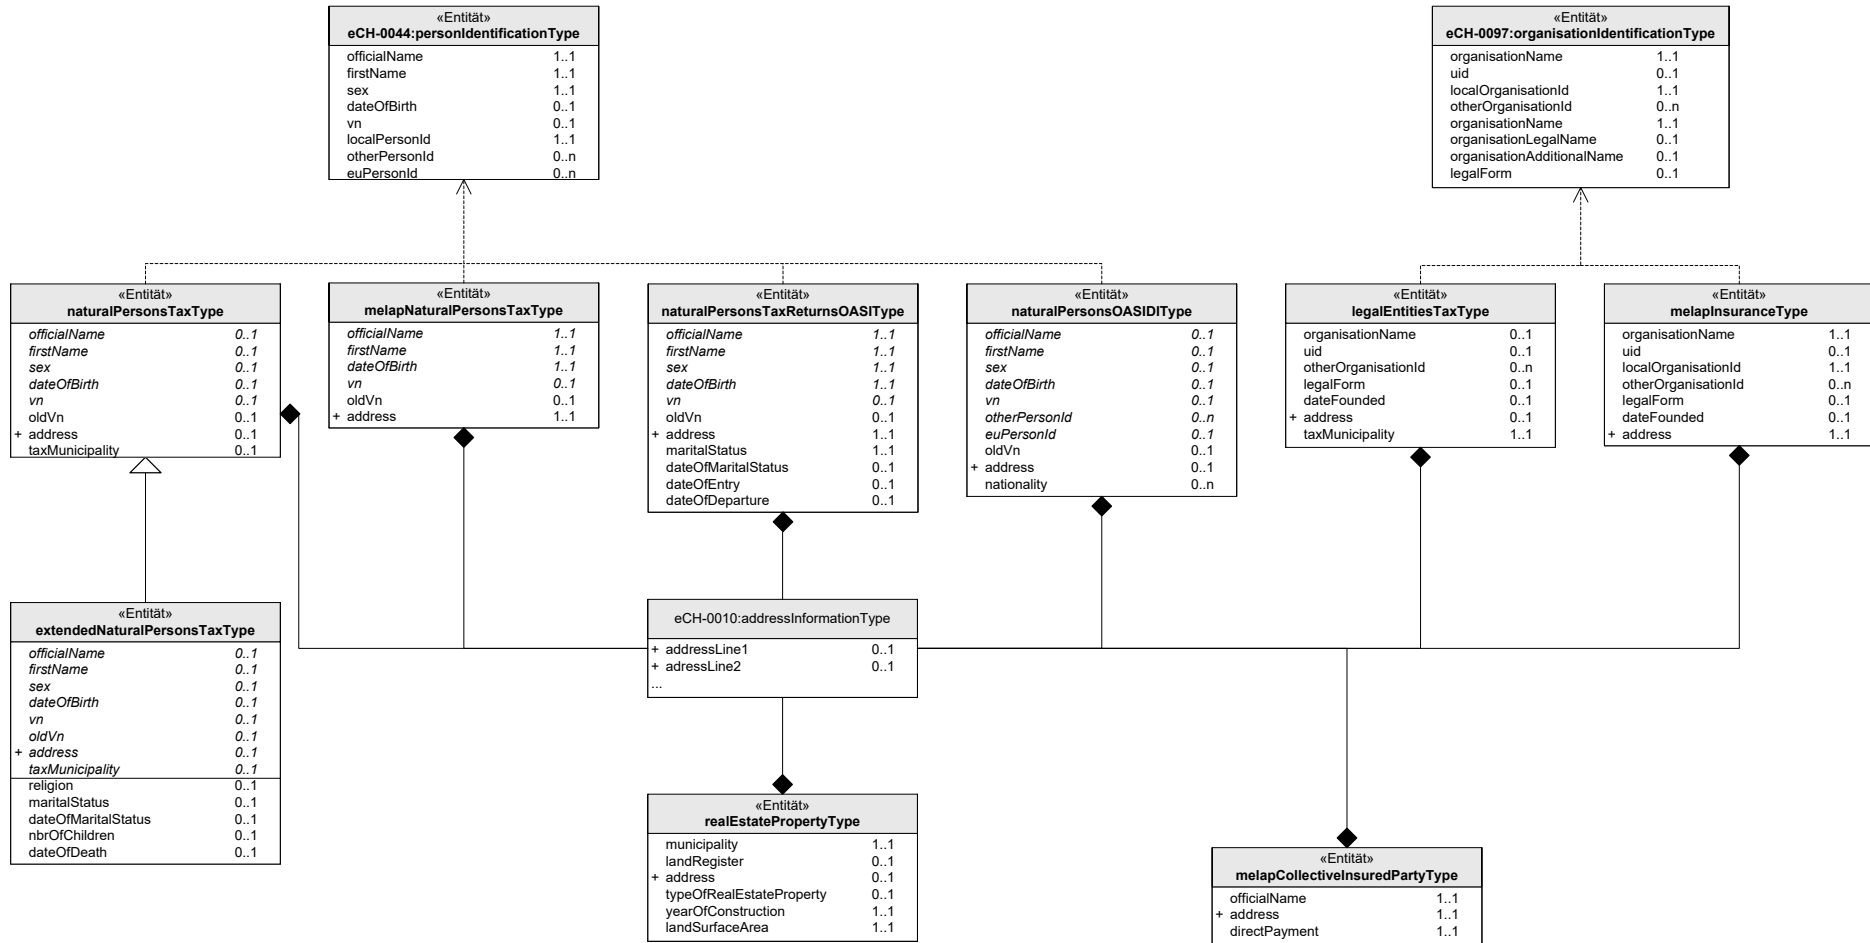 «Entität»
eCH-0044:personIdentificationType
officialName 1..1
firstName 1..1
sex 1..1
dateOfBirth 0..1
vn 0..1
localPersonId 1..1
otherPersonId 0..n
euPersonId 0..n
«Entität»
eCH-0097:organisationIdentificationType
organisationName 1..1
uid 0..1
localOrganisationId 1..1
otherOrganisationId 0..n
organisationName 1..1
organisationLegalName 0..1
organisationAdditionalName 0..1
legalForm 0..1
«Entität»
naturalPersonsTaxType
officialName 0..1
firstName 0..1
sex 0..1
dateOfBirth 0..1
vn 0..1
oldVn 0..1
+ address 0..1
taxMunicipality 0..1
«Entität»
melapNaturalPersonsTaxType
officialName 1..1
firstName 1..1
dateOfBirth 1..1
vn 0..1
oldVn 0..1
+ address 1..1
«Entität»
naturalPersonsTaxReturnsOASIType
officialName 1..1
firstName 1..1
sex 1..1
dateOfBirth 1..1
vn 0..1
oldVn 0..1
+ address 1..1
maritalStatus 1..1
dateOfMaritalStatus 0..1
dateOfEntry 0..1
dateOfDeparture 0..1
«Entität»
naturalPersonsOASIDIType
officialName 0..1
firstName 0..1
sex 0..1
dateOfBirth 0..1
vn 0..1
otherPersonId 0..n
euPersonId 0..1
oldVn 0..1
+ address 0..1
nationality 0..n
«Entität»
legalEntitiesTaxType
organisationName 0..1
uid 0..1
otherOrganisationId 0..n
legalForm 0..1
dateFounded 0..1
+ address 0..1
taxMunicipality 1..1
«Entität»
melapInsuranceType
organisationName 1..1
uid 0..1
localOrganisationId 1..1
otherOrganisationId 0..n
legalForm 0..1
dateFounded 0..1
+ address 1..1
«Entität»
extendedNaturalPersonsTaxType
officialName 0..1
firstName 0..1
sex 0..1
dateOfBirth 0..1
vn 0..1
oldVn 0..1
+ address 0..1
taxMunicipality 0..1
religion 0..1
maritalStatus 0..1
dateOfMaritalStatus 0..1
nbrOfChildren 0..1
dateOfDeath 0..1
eCH-0010:addressInformationType
+ addressLine1 0..1
+ adressLine2 0..1
...
«Entität»
realEstatePropertyType
municipality 1..1
landRegister 0..1
+ address 0..1
typeOfRealEstateProperty 0..1
yearOfConstruction 1..1
landSurfaceArea 1..1
«Entität»
melapCollectiveInsuredPartyType
officialName 1..1
+ address 1..1
directPayment 1..1